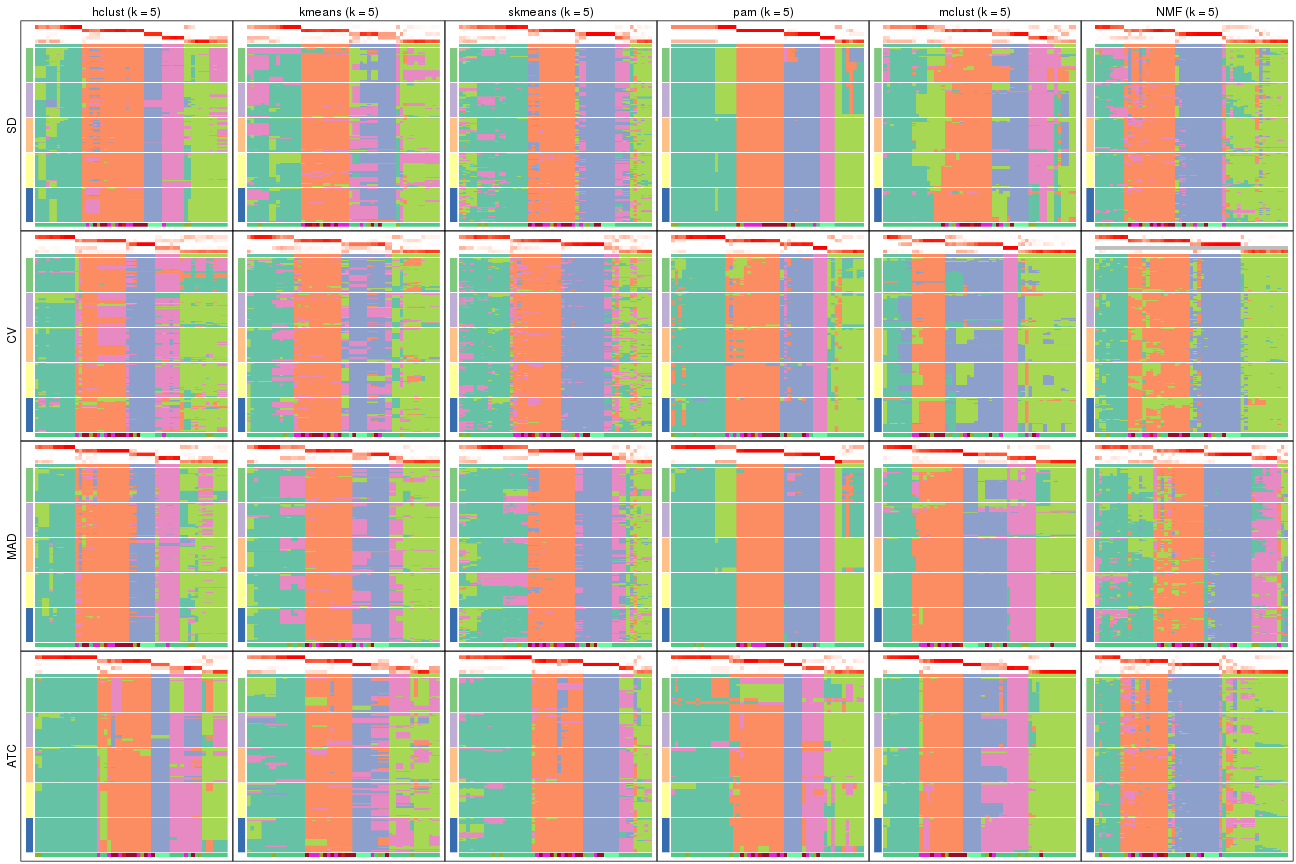 hclust (k = 5) kmeans (k = 5) skmeans (k = 5) pam (k = 5) mclust (k = 5) NMF (k = 5)
SD
CV
MAD
ATC